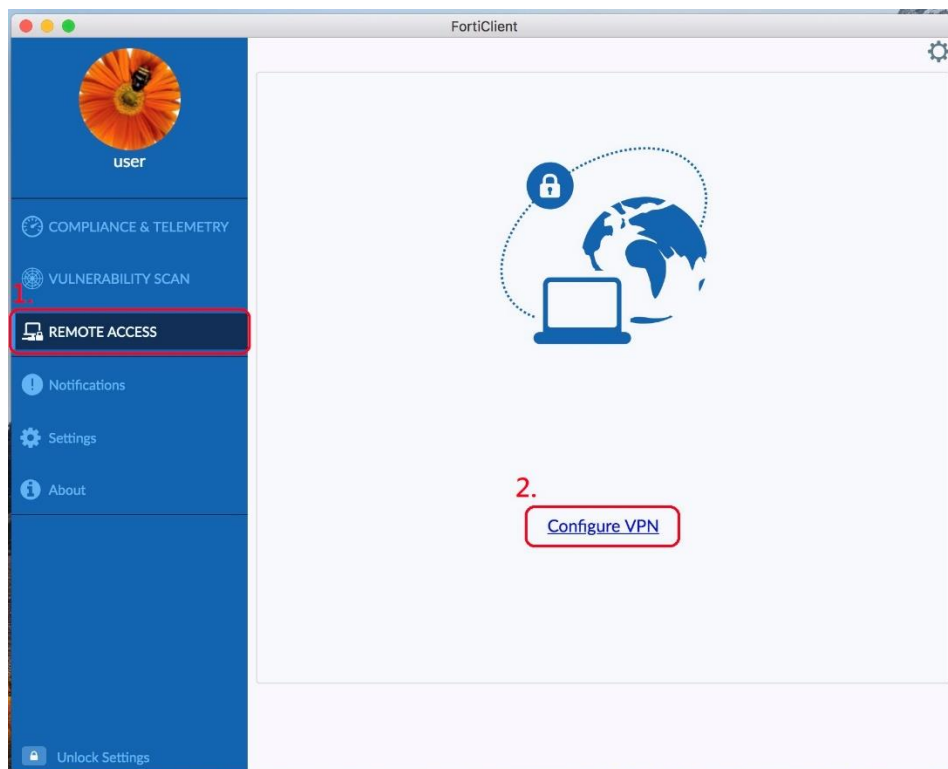 FortiClient
user
COMPLIANCE & TELEMETRY
VULNERABILITY SCAN
1.
REMOTE ACCESS
Notifications
Settings
About
2.
Configure VPN
Unlock Settings